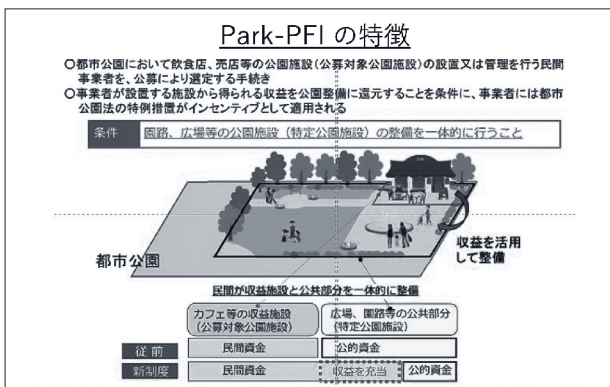 Park-PFI の特徴
○都市公園において飲食店、売店等の公園施設(公募対象公園施設)の設置又は管理を行う民間
事業者を、公募により選定する手続き
○事業者が設置する施設から得られる収益を公園整備に還元することを条件に、事業者には都市
公園法の特例措置がインセンティブとして適用される
条件 園路、広場等の公園施設(特定公園施設)の整備を一体的に行うこと
都市公園
収益を活用
して整備
民間が収益施設と公共部分を一体的に整備
カフェ等の収益施設
(公募対象公園施設)
広場、園路等の公共部分
(特定公園施設)
従前 民間資金 公的資金
新制度 民間資金 収益を充当 公的資金